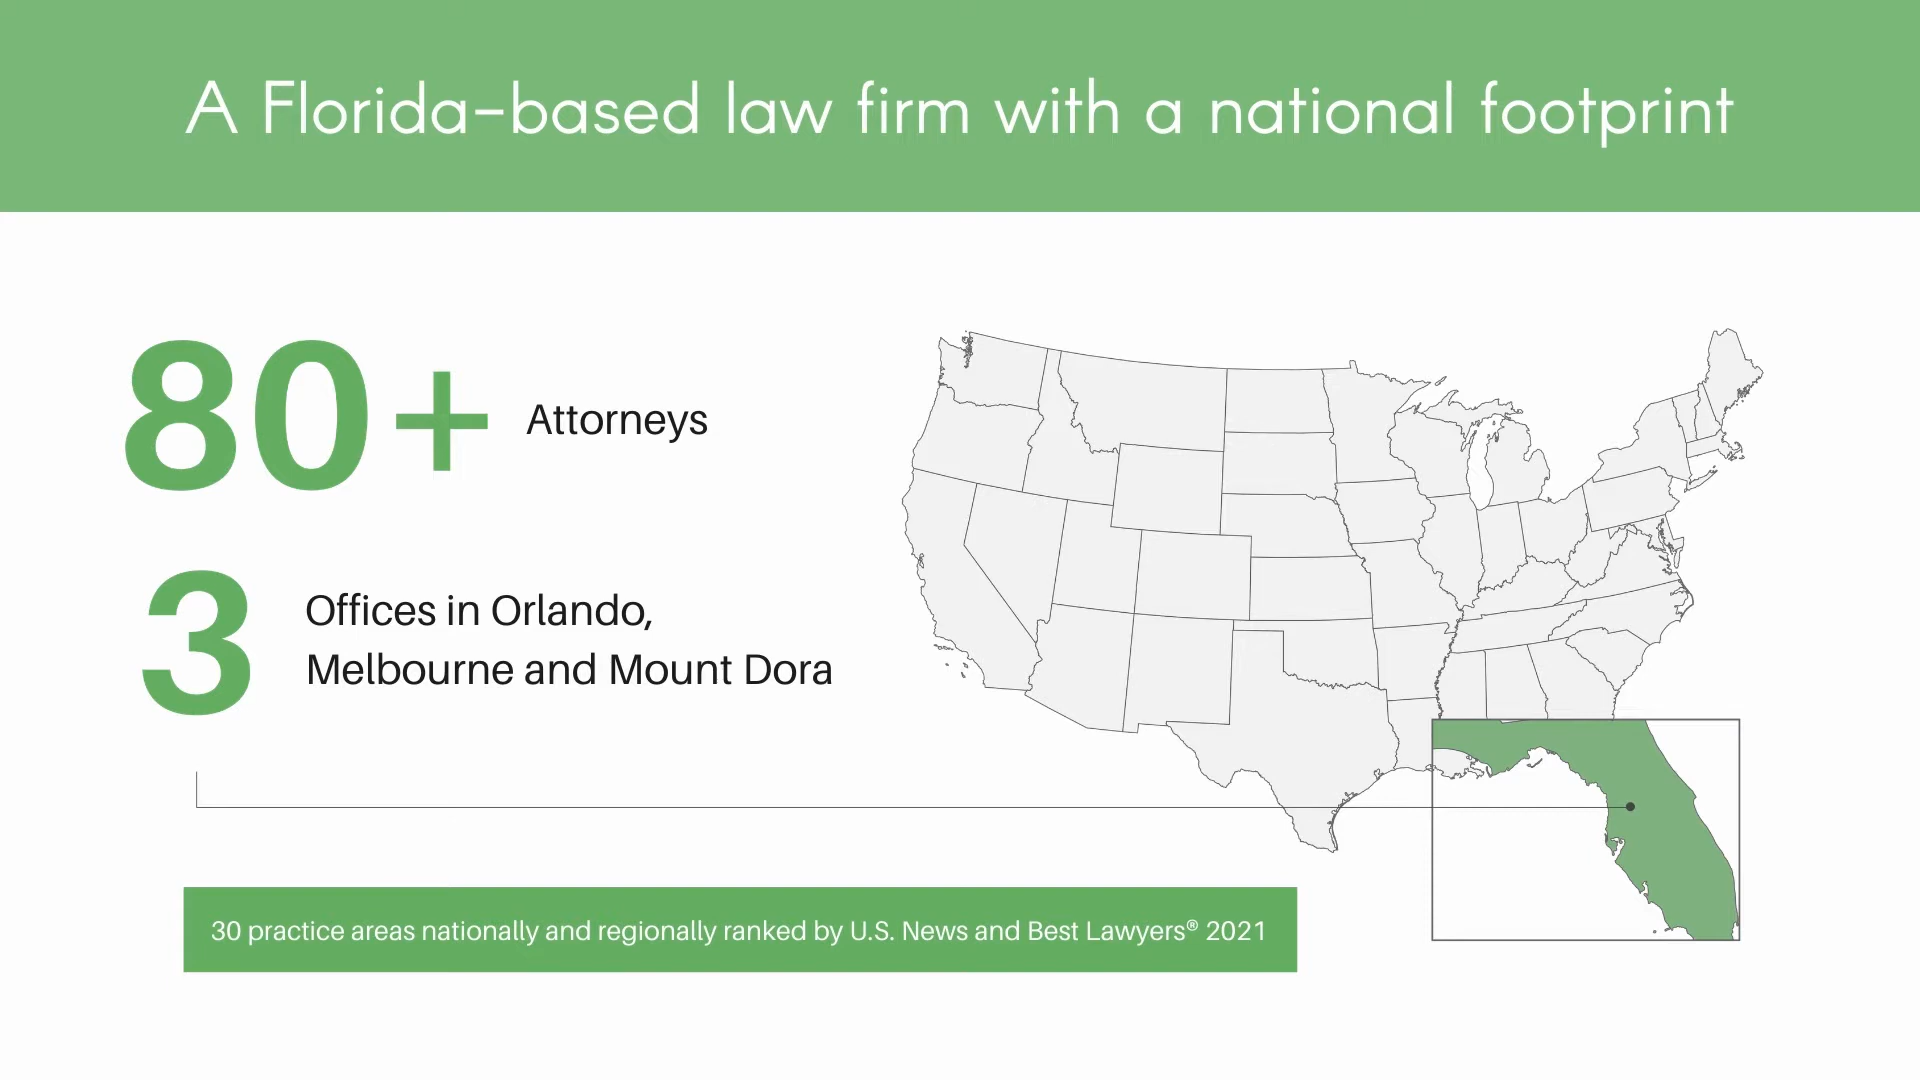 A Florida-based law firm with a national footprint
80+ Attorneys
3 Offices in Orlando,
Melbourne and Mount Dora
30 practice areas nationally and regionally ranked by U.S. News and Best Lawyers® 2021